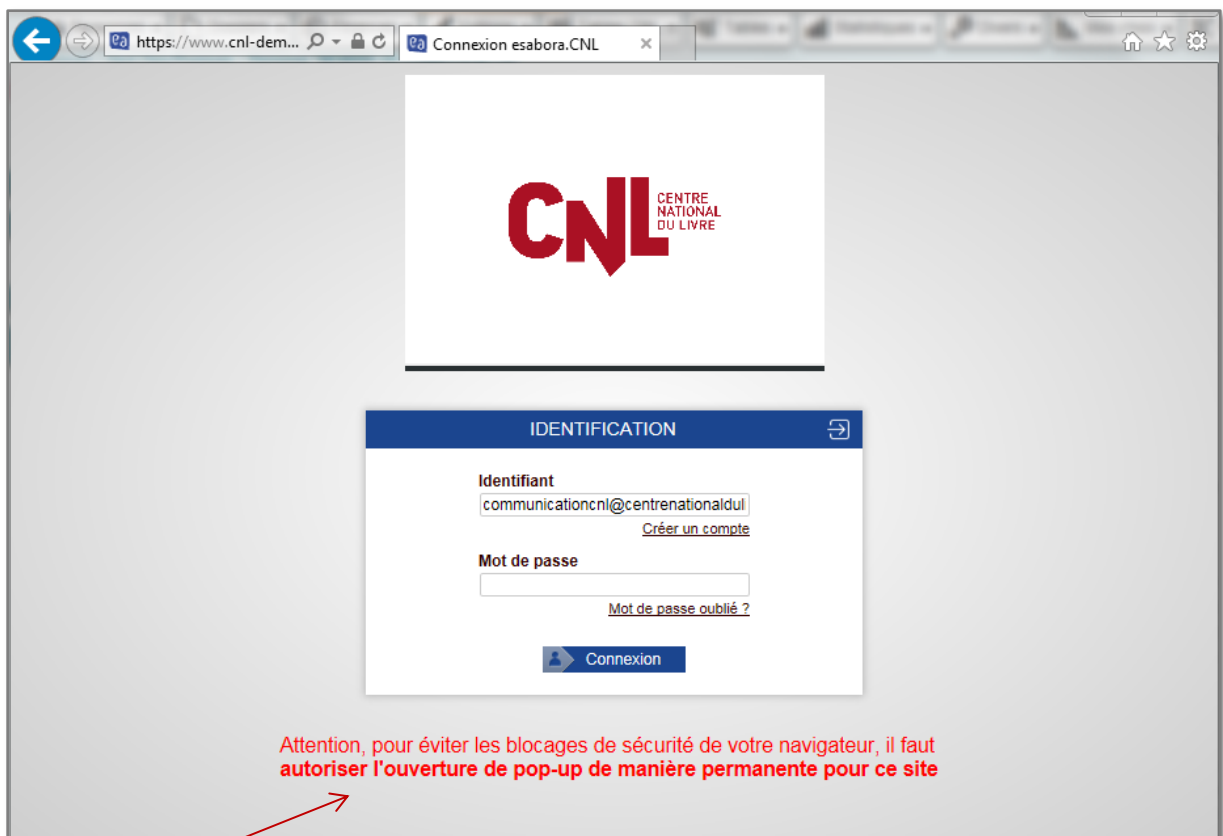 https://www.cnl-dem...
Connexion esabora.CNL
CNL
CENTRE
NATIONAL
DU LIVRE
IDENTIFICATION
Identifiant
communicationcnl@centrenationaldul
Créer un compte
Mot de passe
Mot de passe oublié ?
Connexion
Attention, pour éviter les blocages de sécurité de votre navigateur, il faut
autoriser l'ouverture de pop-up de manière permanente pour ce site